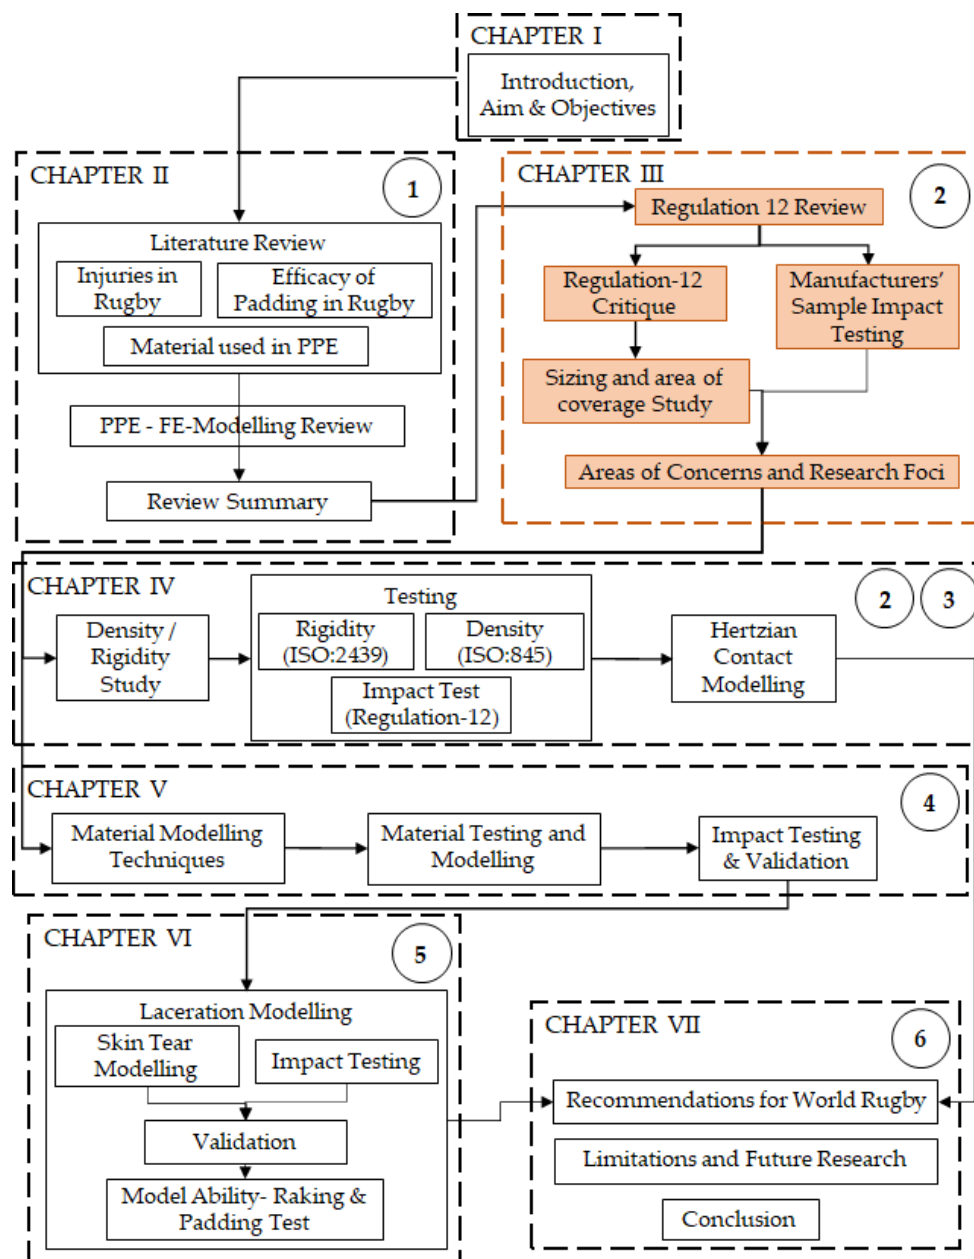 CHAPTER I
Introduction,
Aim & Objectives
CHAPTER II
1
Literature Review
Injuries in
Rugby
Efficacy of
Padding in Rugby
Material used in PPE
PPE - FE-Modelling Review
Review Summary
CHAPTER III
2
Regulation 12 Review
Regulation-12
Critique
Manufacturers'
Sample Impact
Testing
Sizing and area of
coverage Study
Areas of Concerns and Research Foci
CHAPTER IV
2
3
Density /
Rigidity
Study
Testing
Rigidity
(ISO:2439)
Density
(ISO:845)
Impact Test
(Regulation-12)
Hertzian
Contact
Modelling
CHAPTER V
4
Material Modelling
Techniques
Material Testing and
Modelling
Impact Testing
& Validation
CHAPTER VI
5
Laceration Modelling
Skin Tear
Modelling
Impact Testing
Validation
Model Ability- Raking &
Padding Test
CHAPTER VII
6
Recommendations for World Rugby
Limitations and Future Research
Conclusion